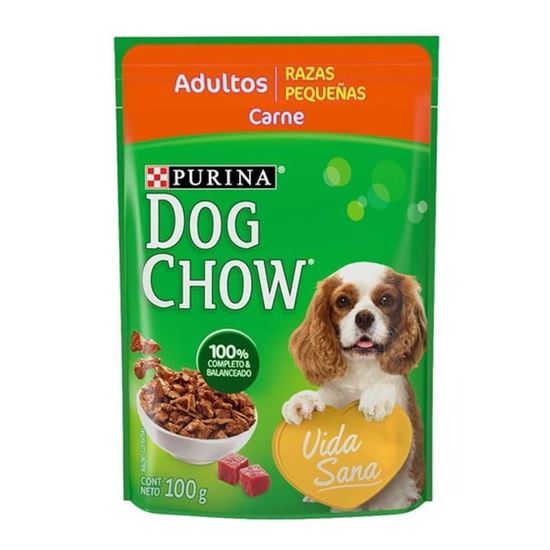 Adultos
RAZAS
PEQUEÑAS
Carne
PURINA®
DOG
CHOW®
100%
COMPLETO &
BALANCEADO
Vida
Sana
CONT.
NETO 100g